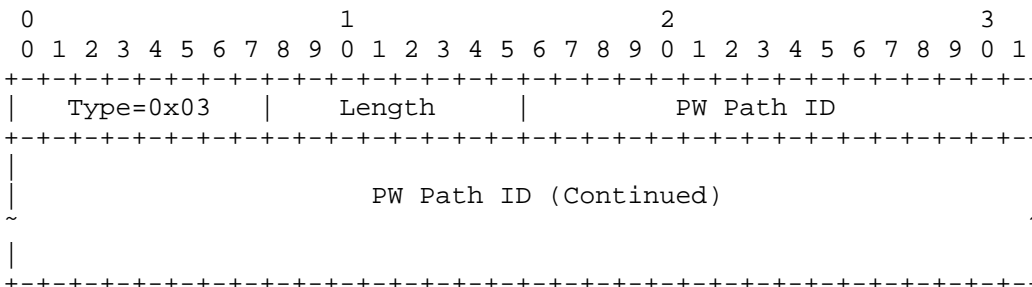 0                   1                   2                   3
 0 1 2 3 4 5 6 7 8 9 0 1 2 3 4 5 6 7 8 9 0 1 2 3 4 5 6 7 8 9 0 1
+-+-+-+-+-+-+-+-+-+-+-+-+-+-+-+-+-+-+-+-+-+-+-+-+-+-+-+-+-+-+-+-
|   Type=0x03   |    Length     |         PW Path ID
+-+-+-+-+-+-+-+-+-+-+-+-+-+-+-+-+-+-+-+-+-+-+-+-+-+-+-+-+-+-+-+-
|
|                      PW Path ID (Continued)
~                                                               ~
|
+-+-+-+-+-+-+-+-+-+-+-+-+-+-+-+-+-+-+-+-+-+-+-+-+-+-+-+-+-+-+-+-